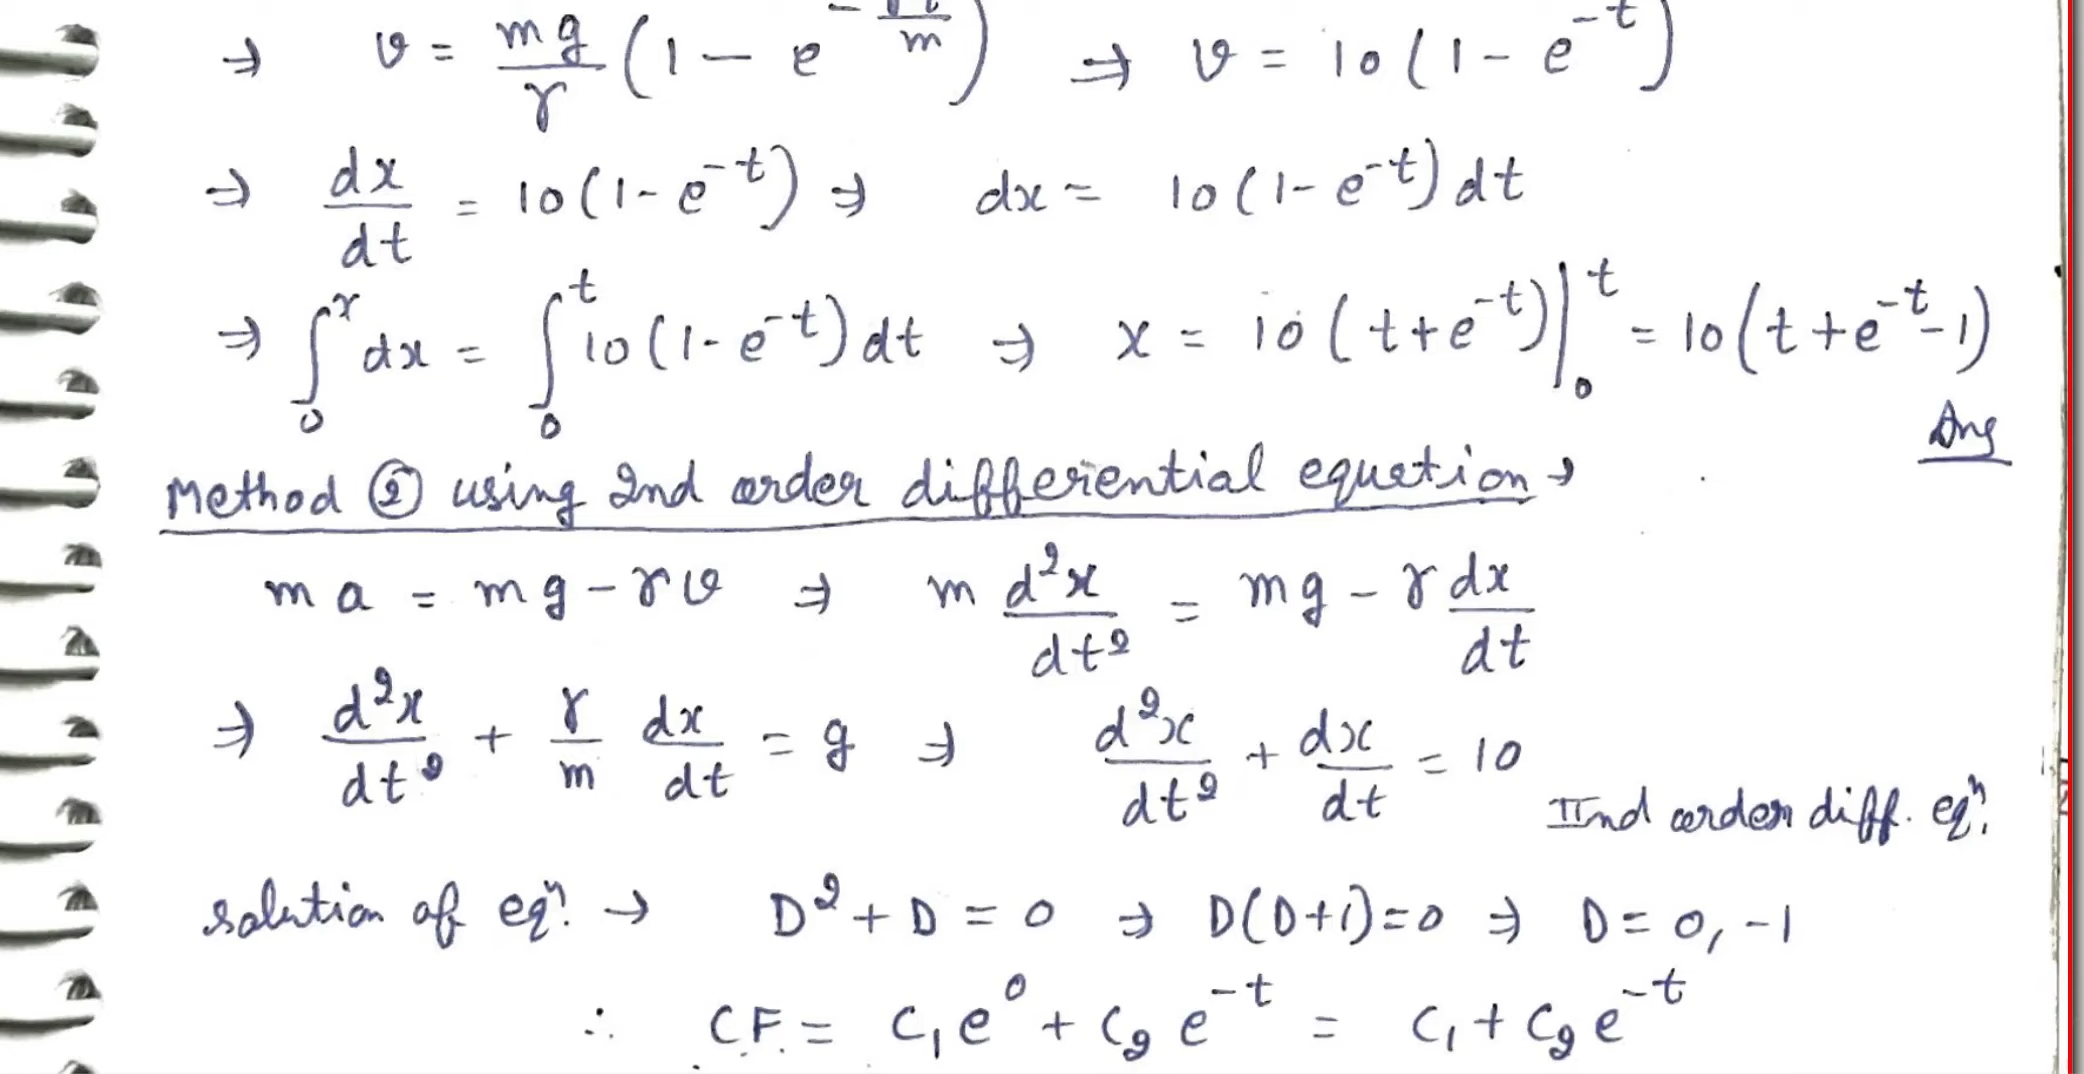 ⇒ v = mg/γ (1 - e^(-γt/m)) ⇒ v = 10(1 - e^-t)
⇒ dx/dt = 10(1 - e^-t) ⇒ dx = 10(1 - e^-t) dt
⇒ ∫₀^x dx = ∫₀^t 10(1 - e^-t) dt ⇒ x = 10(t + e^-t)|₀^t = 10(t + e^-t - 1)
Ans
Method ② using 2nd order differential equation →
ma = mg - γv ⇒ m d²x/dt² = mg - γ dx/dt
⇒ d²x/dt² + γ/m dx/dt = g ⇒ d²x/dt² + dx/dt = 10
IInd order diff. eqⁿ.
solution of eqⁿ. → D² + D = 0 ⇒ D(D+1) = 0 ⇒ D = 0, -1
∴ C.F. = C₁e⁰ + C₂e^-t = C₁ + C₂e^-t